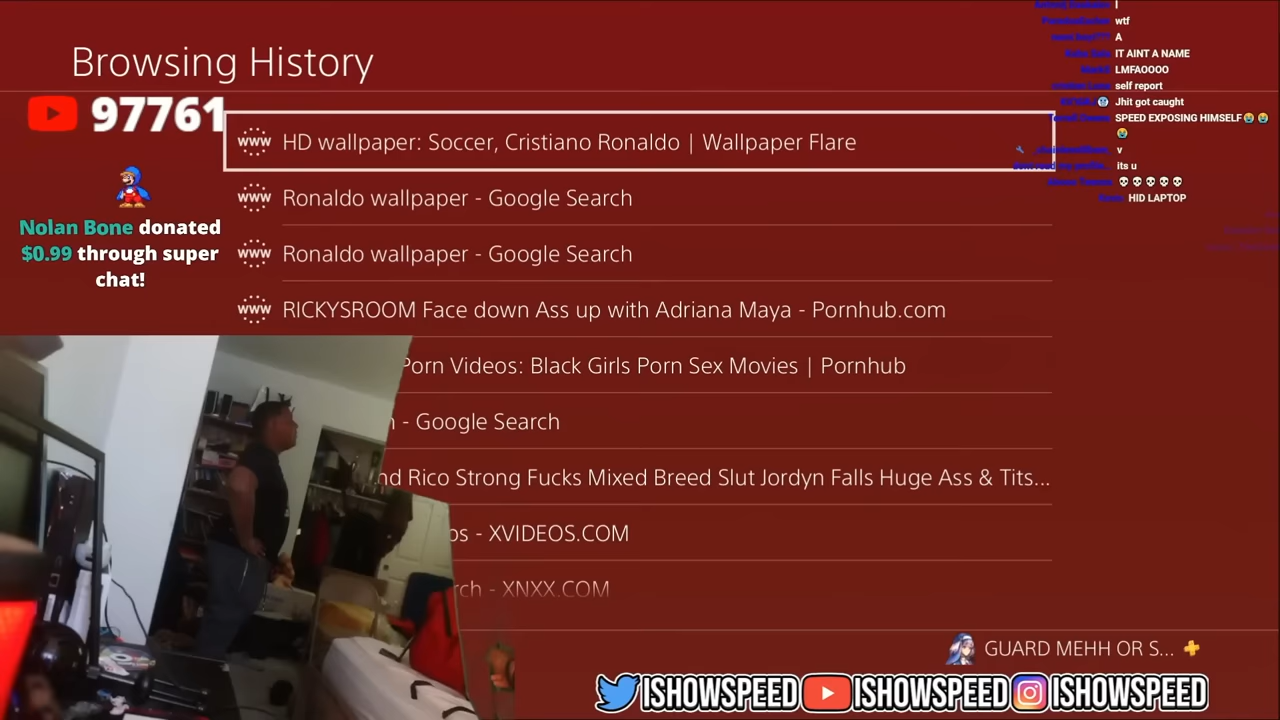 Browsing History
97761
Nolan Bone donated
$0.99 through super
chat!
www HD wallpaper: Soccer, Cristiano Ronaldo | Wallpaper Flare
www Ronaldo wallpaper - Google Search
www Ronaldo wallpaper - Google Search
www RICKYSROOM Face down Ass up with Adriana Maya - Pornhub.com
Porn Videos: Black Girls Porn Sex Movies | Pornhub
- Google Search
Rico Strong Fucks Mixed Breed Slut Jordyn Falls Huge Ass & Tits...
- XVIDEOS.COM
- XNXX.COM
wtf
A
IT AINT A NAME
LMFAOOOO
self report
Jhit got caught
SPEED EXPOSING HIMSELF😭😭
😭
v
its u
💀💀💀💀💀
HID LAPTOP
GUARD MEHH OR S...
ISHOWSPEED ISHOWSPEED ISHOWSPEED